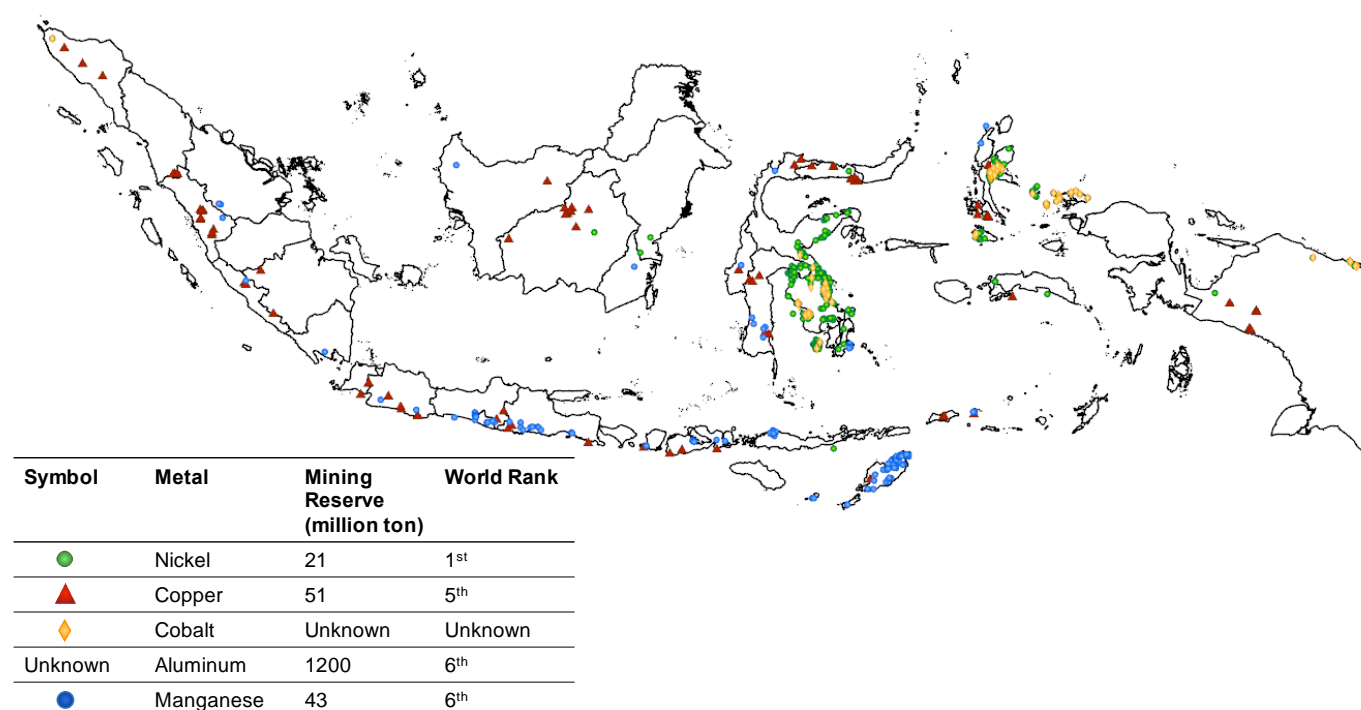 Symbol Metal Mining Reserve (million ton) World Rank
Nickel 21 1st
Copper 51 5th
Cobalt Unknown Unknown
Unknown Aluminum 1200 6th
Manganese 43 6th